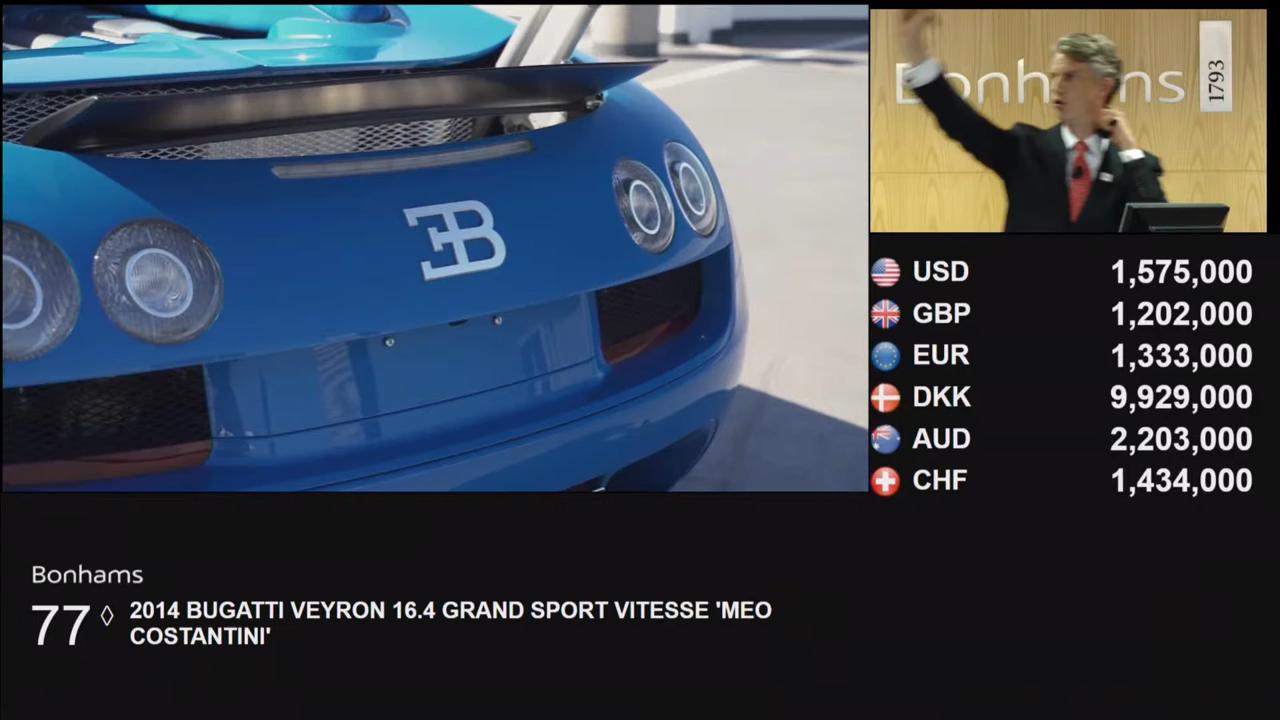 Bonhams
1793
EB
USD 1,575,000
GBP 1,202,000
EUR 1,333,000
DKK 9,929,000
AUD 2,203,000
CHF 1,434,000
Bonhams
77 ◊ 2014 BUGATTI VEYRON 16.4 GRAND SPORT VITESSE 'MEO
COSTANTINI'